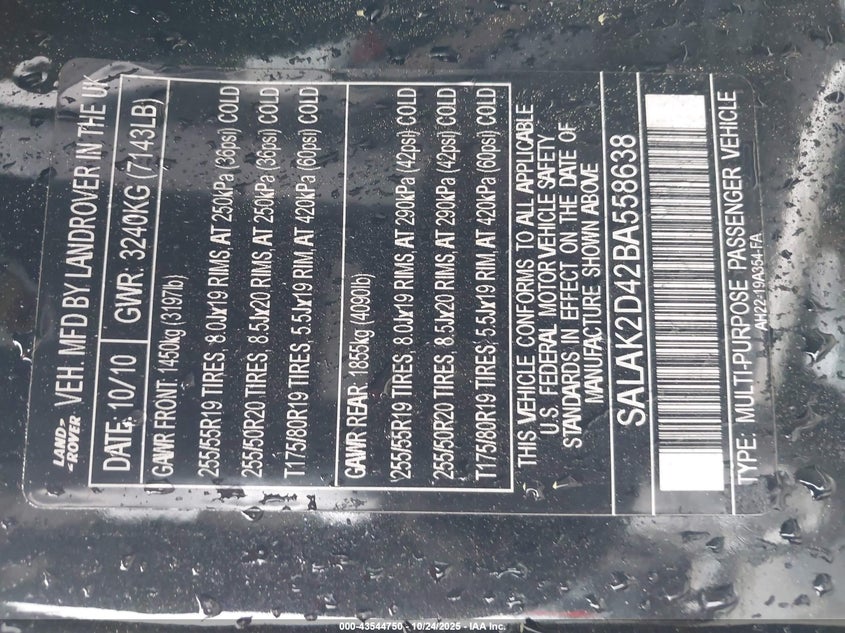 LAND ROVER VEH. MFD BY LANDROVER IN THE UK
DATE: 10/10 GWR: 3240KG (7143LB)
GAWR FRONT: 1450kg (3197lb)
255/55R19 TIRES, 8.0Jx19 RIMS, AT 250kPa (36psi) COLD
255/50R20 TIRES, 8.5Jx20 RIMS, AT 250kPa (36psi) COLD
T175/80R19 TIRES, 5.5Jx19 RIM, AT 420kPa (60psi) COLD
GAWR REAR: 1855kg (4090lb)
255/55R19 TIRES, 8.0Jx19 RIMS, AT 290kPa (42psi) COLD
255/50R20 TIRES, 8.5Jx20 RIMS, AT 290kPa (42psi) COLD
T175/80R19 TIRES, 5.5Jx19 RIM, AT 420kPa (60psi) COLD
THIS VEHICLE CONFORMS TO ALL APPLICABLE
U.S. FEDERAL MOTOR VEHICLE SAFETY
STANDARDS IN EFFECT ON THE DATE OF
MANUFACTURE SHOWN ABOVE
SALAK2D42BA558638
TYPE: MULTI-PURPOSE PASSENGER VEHICLE
AH22-19A354-FA
000-43544750 - 10/24/2025 - IAA Inc.